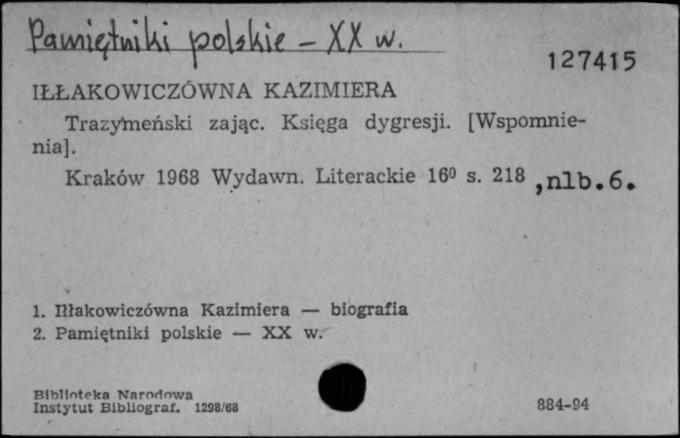 Pamiętniki polskie - XX w.
127415
IŁŁAKOWICZÓWNA KAZIMIERA
Trazymeński zając. Księga dygresji. [Wspomnie-
nia].
Kraków 1968 Wydawn. Literackie 16⁰ s. 218 ,nlb.6.
1. Iłłakowiczówna Kazimiera — biografia
2. Pamiętniki polskie — XX w.
Biblioteka Narodowa
Instytut Bibliograf. 1298/68
884-94